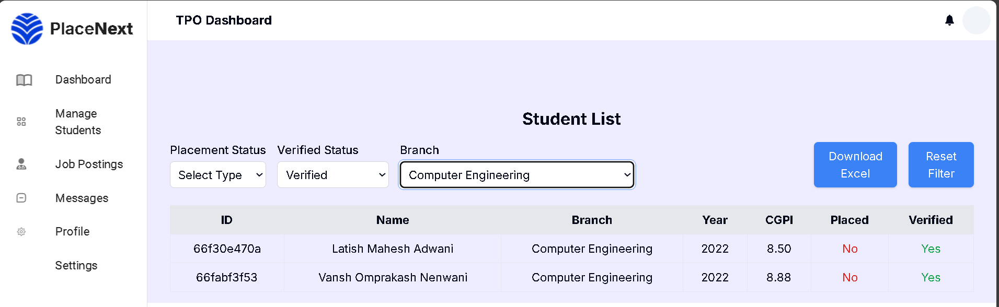 PlaceNext
TPO Dashboard
Dashboard
Manage
Students
Job Postings
Messages
Profile
Settings
Student List
Placement Status Verified Status Branch
Select Type Verified Computer Engineering
Download
Excel
Reset
Filter
ID Name Branch Year CGPI Placed Verified
66f30e470a Latish Mahesh Adwani Computer Engineering 2022 8.50 No Yes
66fabf3f53 Vansh Omprakash Nenwani Computer Engineering 2022 8.88 No Yes